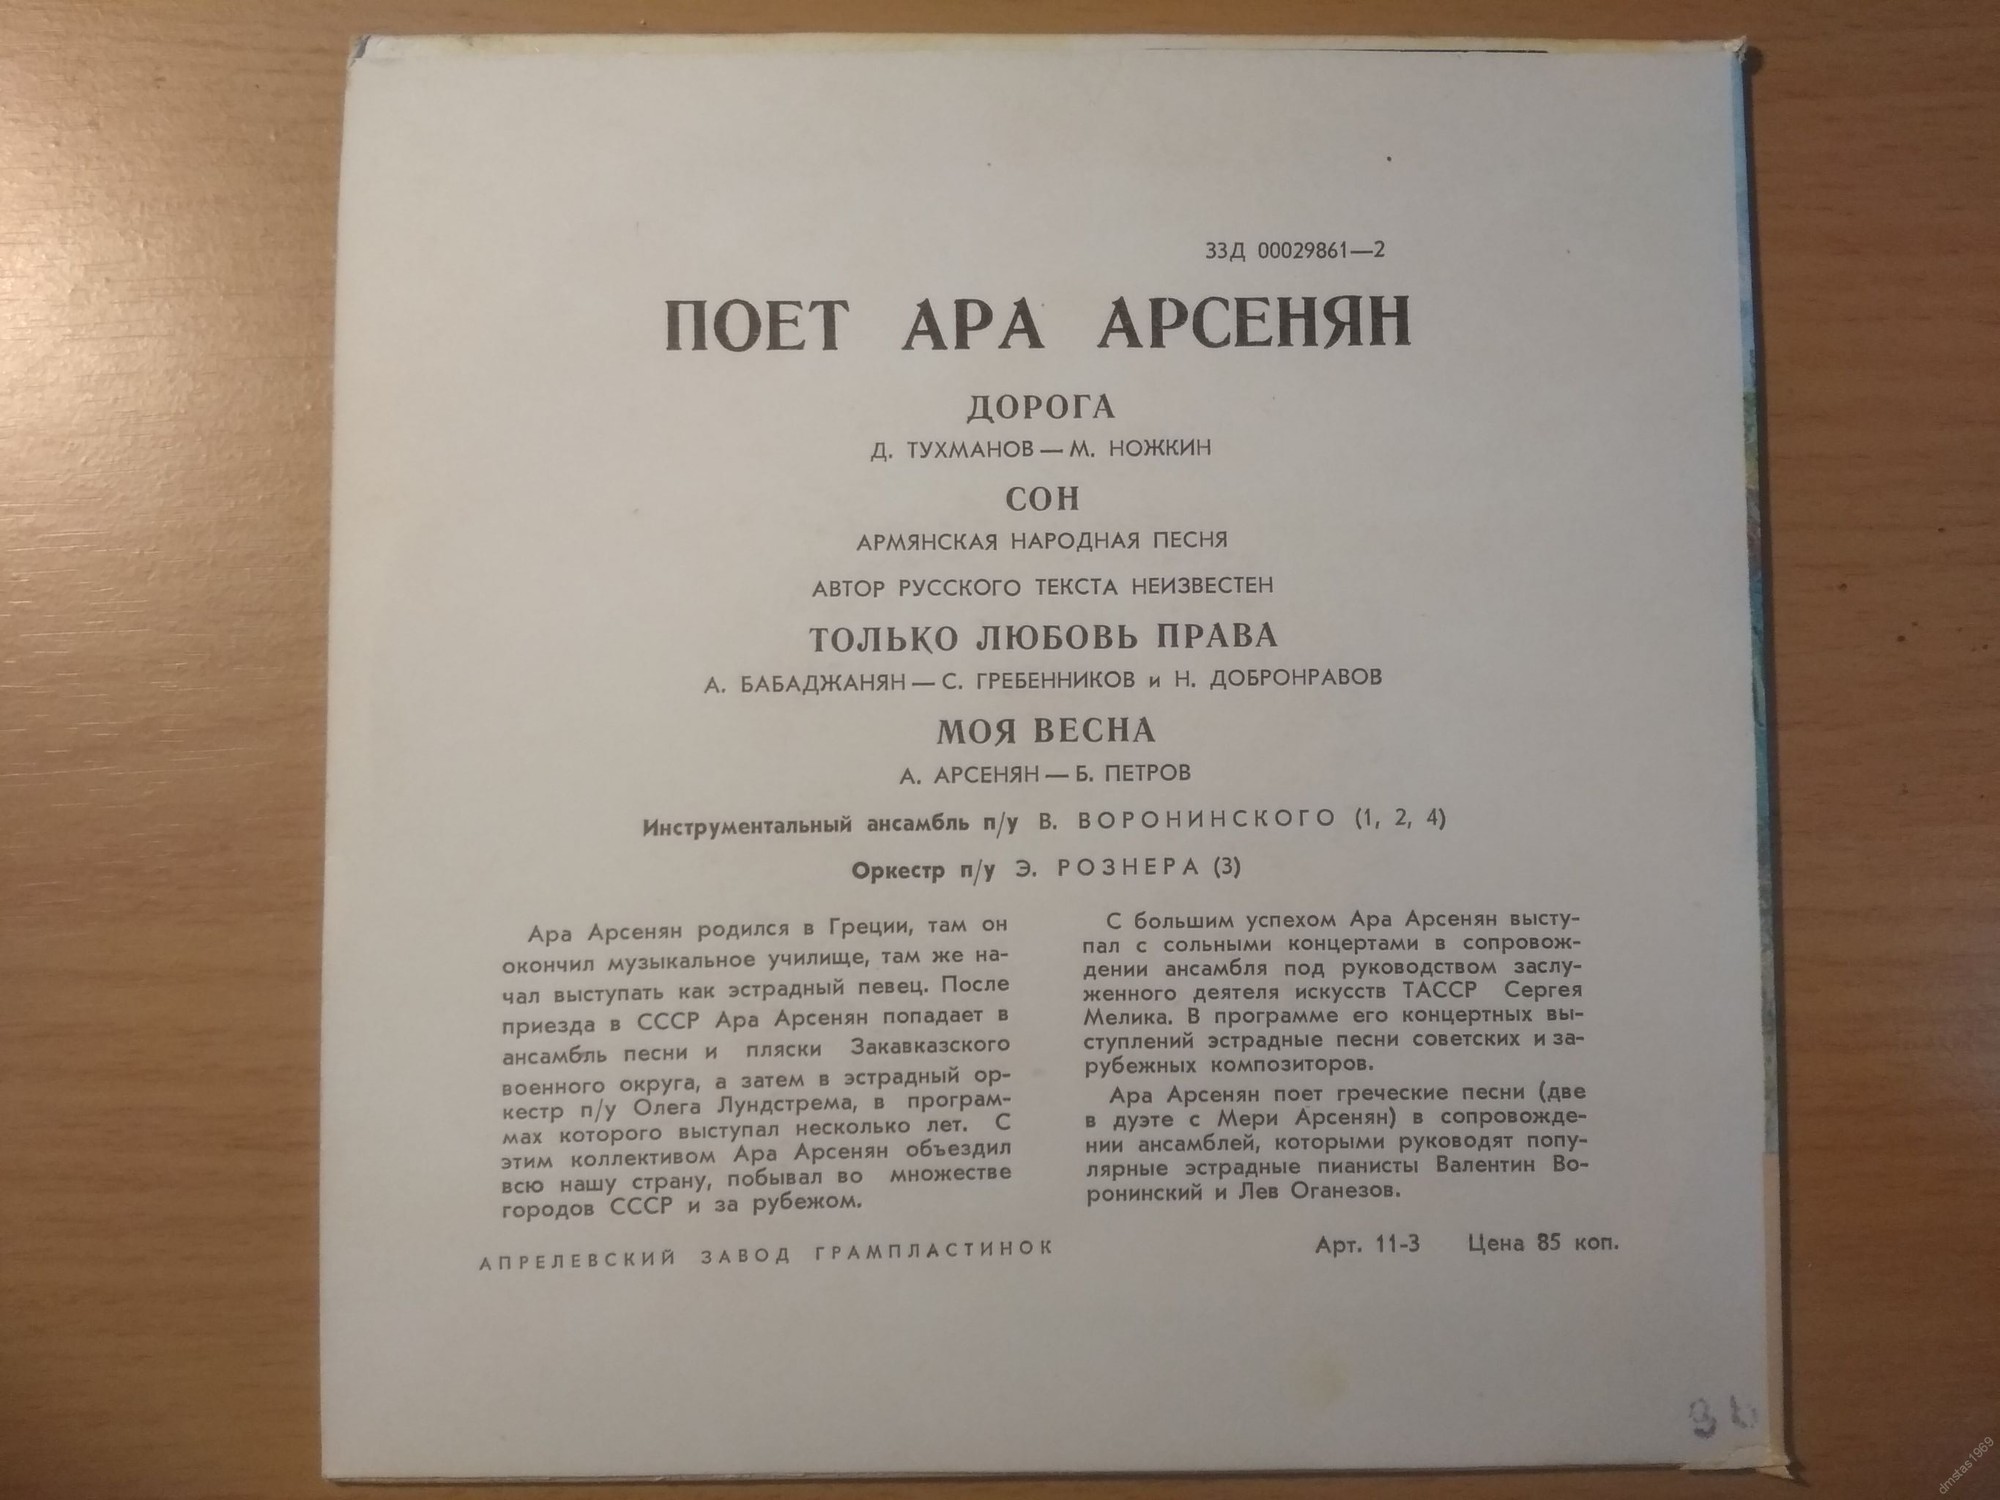 33Д 00029861—2
ПОЕТ АРА АРСЕНЯН
ДОРОГА
Д. ТУХМАНОВ — М. НОЖКИН
СОН
АРМЯНСКАЯ НАРОДНАЯ ПЕСНЯ
АВТОР РУССКОГО ТЕКСТА НЕИЗВЕСТЕН
ТОЛЬКО ЛЮБОВЬ ПРАВА
А. БАБАДЖАНЯН — С. ГРЕБЕННИКОВ и Н. ДОБРОНРАВОВ
МОЯ ВЕСНА
А. АРСЕНЯН — Б. ПЕТРОВ
Инструментальный ансамбль п/у В. ВОРОНИНСКОГО (1, 2, 4)
Оркестр п/у Э. РОЗНЕРА (3)
Ара Арсенян родился в Греции, там он
окончил музыкальное училище, там же на-
чал выступать как эстрадный певец. После
приезда в СССР Ара Арсенян попадает в
ансамбль песни и пляски Закавказского
военного округа, а затем в эстрадный ор-
кестр п/у Олега Лундстрема, в програм-
мах которого выступал несколько лет. С
этим коллективом Ара Арсенян объездил
всю нашу страну, побывал во множестве
городов СССР и за рубежом.
С большим успехом Ара Арсенян высту-
пал с сольными концертами в сопровож-
дении ансамбля под руководством заслу-
женного деятеля искусств ТАССР Сергея
Мелика. В программе его концертных вы-
ступлений эстрадные песни советских и за-
рубежных композиторов.
Ара Арсенян поет греческие песни (две
в дуэте с Мери Арсенян) в сопровожде-
нии ансамблей, которыми руководят попу-
лярные эстрадные пианисты Валентин Во-
ронинский и Лев Оганезов.
АПРЕЛЕВСКИЙ ЗАВОД ГРАМПЛАСТИНОК
Арт. 11-3 Цена 85 коп.
dmstas1969